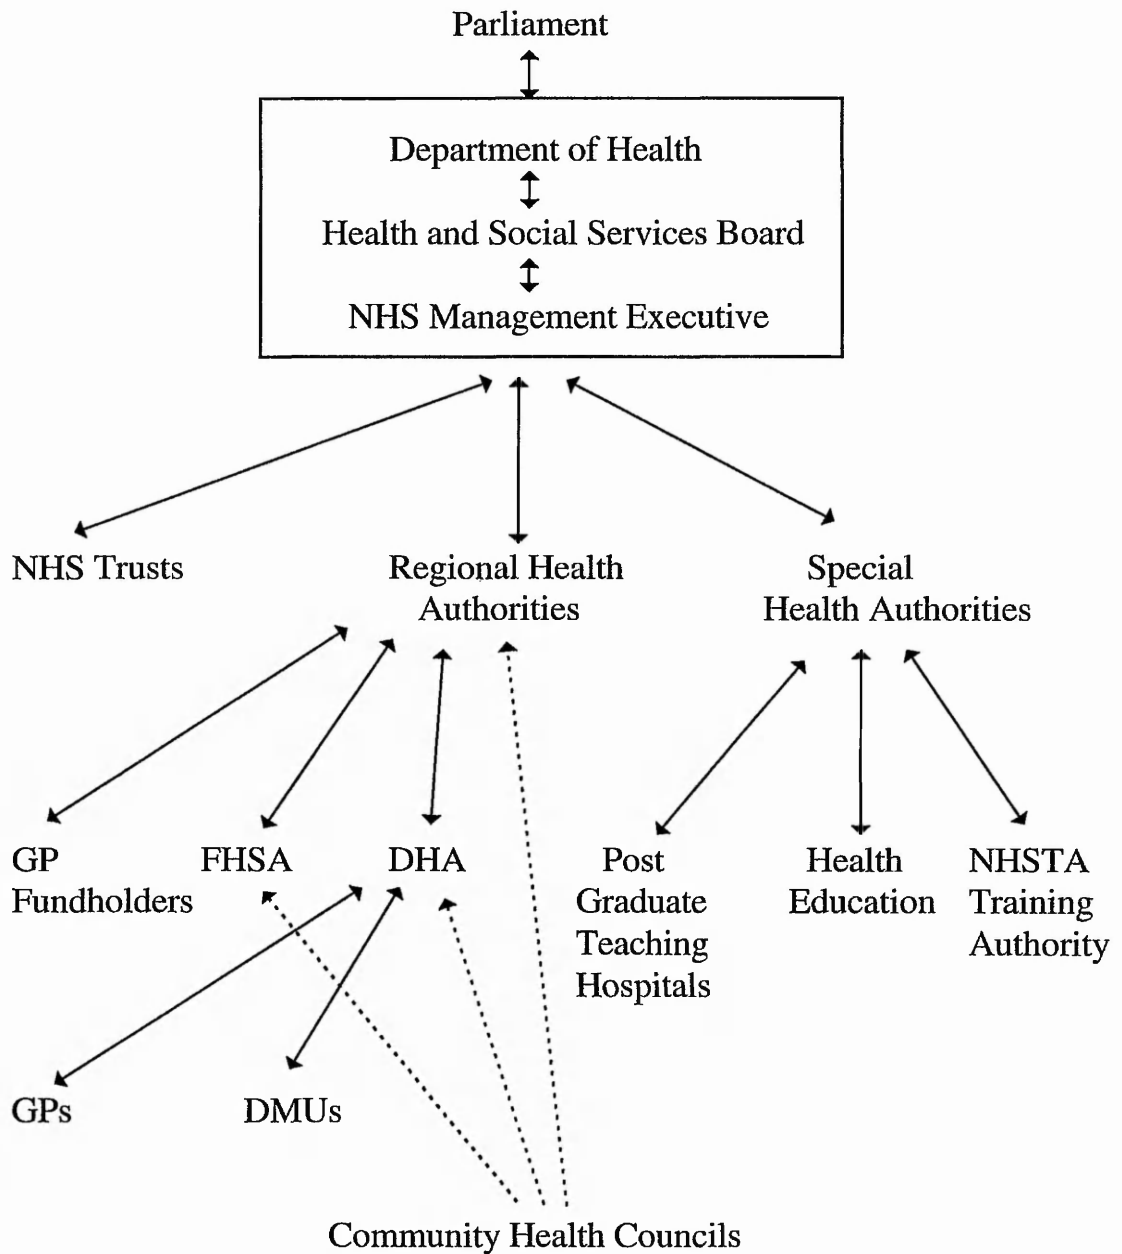 Parliament
Department of Health
Health and Social Services Board
NHS Management Executive
NHS Trusts
Regional Health
Authorities
Special
Health Authorities
GP
Fundholders
FHSA
DHA
Post
Graduate
Teaching
Hospitals
Health
Education
NHSTA
Training
Authority
GPs
DMUs
Community Health Councils